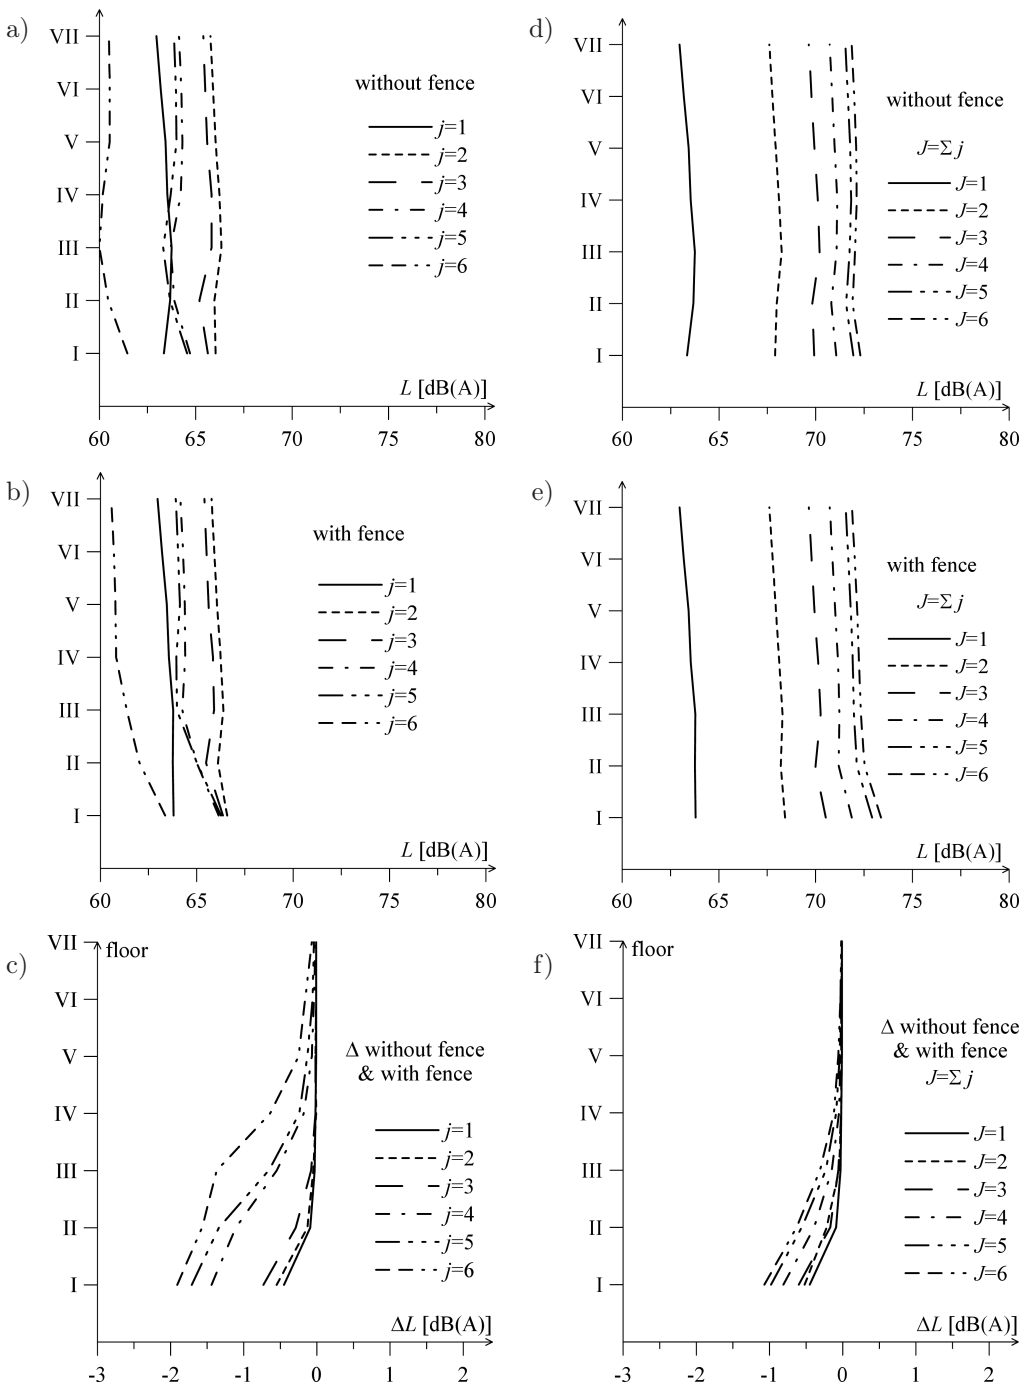 a)
VII
VI
V
IV
III
II
I
without fence
j=1
j=2
j=3
j=4
j=5
j=6
L [dB(A)]
60 65 70 75 80
d)
VII
VI
V
IV
III
II
I
without fence
J=Σ j
J=1
J=2
J=3
J=4
J=5
J=6
L [dB(A)]
60 65 70 75 80
b)
VII
VI
V
IV
III
II
I
with fence
j=1
j=2
j=3
j=4
j=5
j=6
L [dB(A)]
60 65 70 75 80
e)
VII
VI
V
IV
III
II
I
with fence
J=Σ j
J=1
J=2
J=3
J=4
J=5
J=6
L [dB(A)]
60 65 70 75 80
c)
floor
VII
VI
V
IV
III
II
I
Δ without fence
& with fence
j=1
j=2
j=3
j=4
j=5
j=6
ΔL [dB(A)]
-3 -2 -1 0 1 2
f)
floor
VII
VI
V
IV
III
II
I
Δ without fence
& with fence
J=Σ j
J=1
J=2
J=3
J=4
J=5
J=6
ΔL [dB(A)]
-3 -2 -1 0 1 2